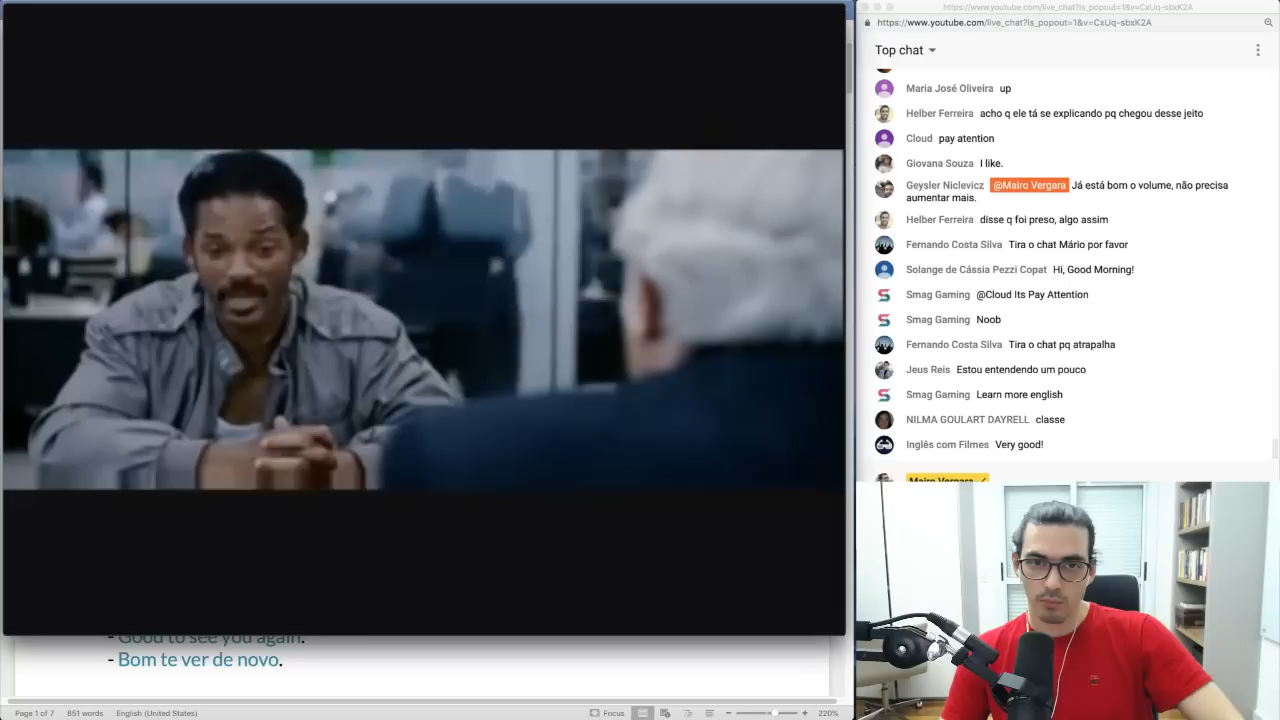 https://www.youtube.com/live_chat?is_popout=1&v=CxUq-sbxK2A
https://www.youtube.com/live_chat?is_popout=1&v=CxUq-sbxK2A
Top chat
Maria José Oliveira up
Helber Ferreira acho q ele tá se explicando pq chegou desse jeito
Cloud pay atention
Giovana Souza I like.
Geysler Niclevicz @Mairo Vergara Já está bom o volume, não precisa
aumentar mais.
Helber Ferreira disse q foi preso, algo assim
Fernando Costa Silva Tira o chat Mário por favor
Solange de Cássia Pezzi Copat Hi, Good Morning!
Smag Gaming @Cloud Its Pay Attention
Smag Gaming Noob
Fernando Costa Silva Tira o chat pq atrapalha
Jeus Reis Estou entendendo um pouco
Smag Gaming Learn more english
NILMA GOULART DAYRELL classe
Inglês com Filmes Very good!
Mairo Vergara
- Good to see you again.
- Bom te ver de novo.
Page 1 of 7 851 words English (United States) Focus 220%